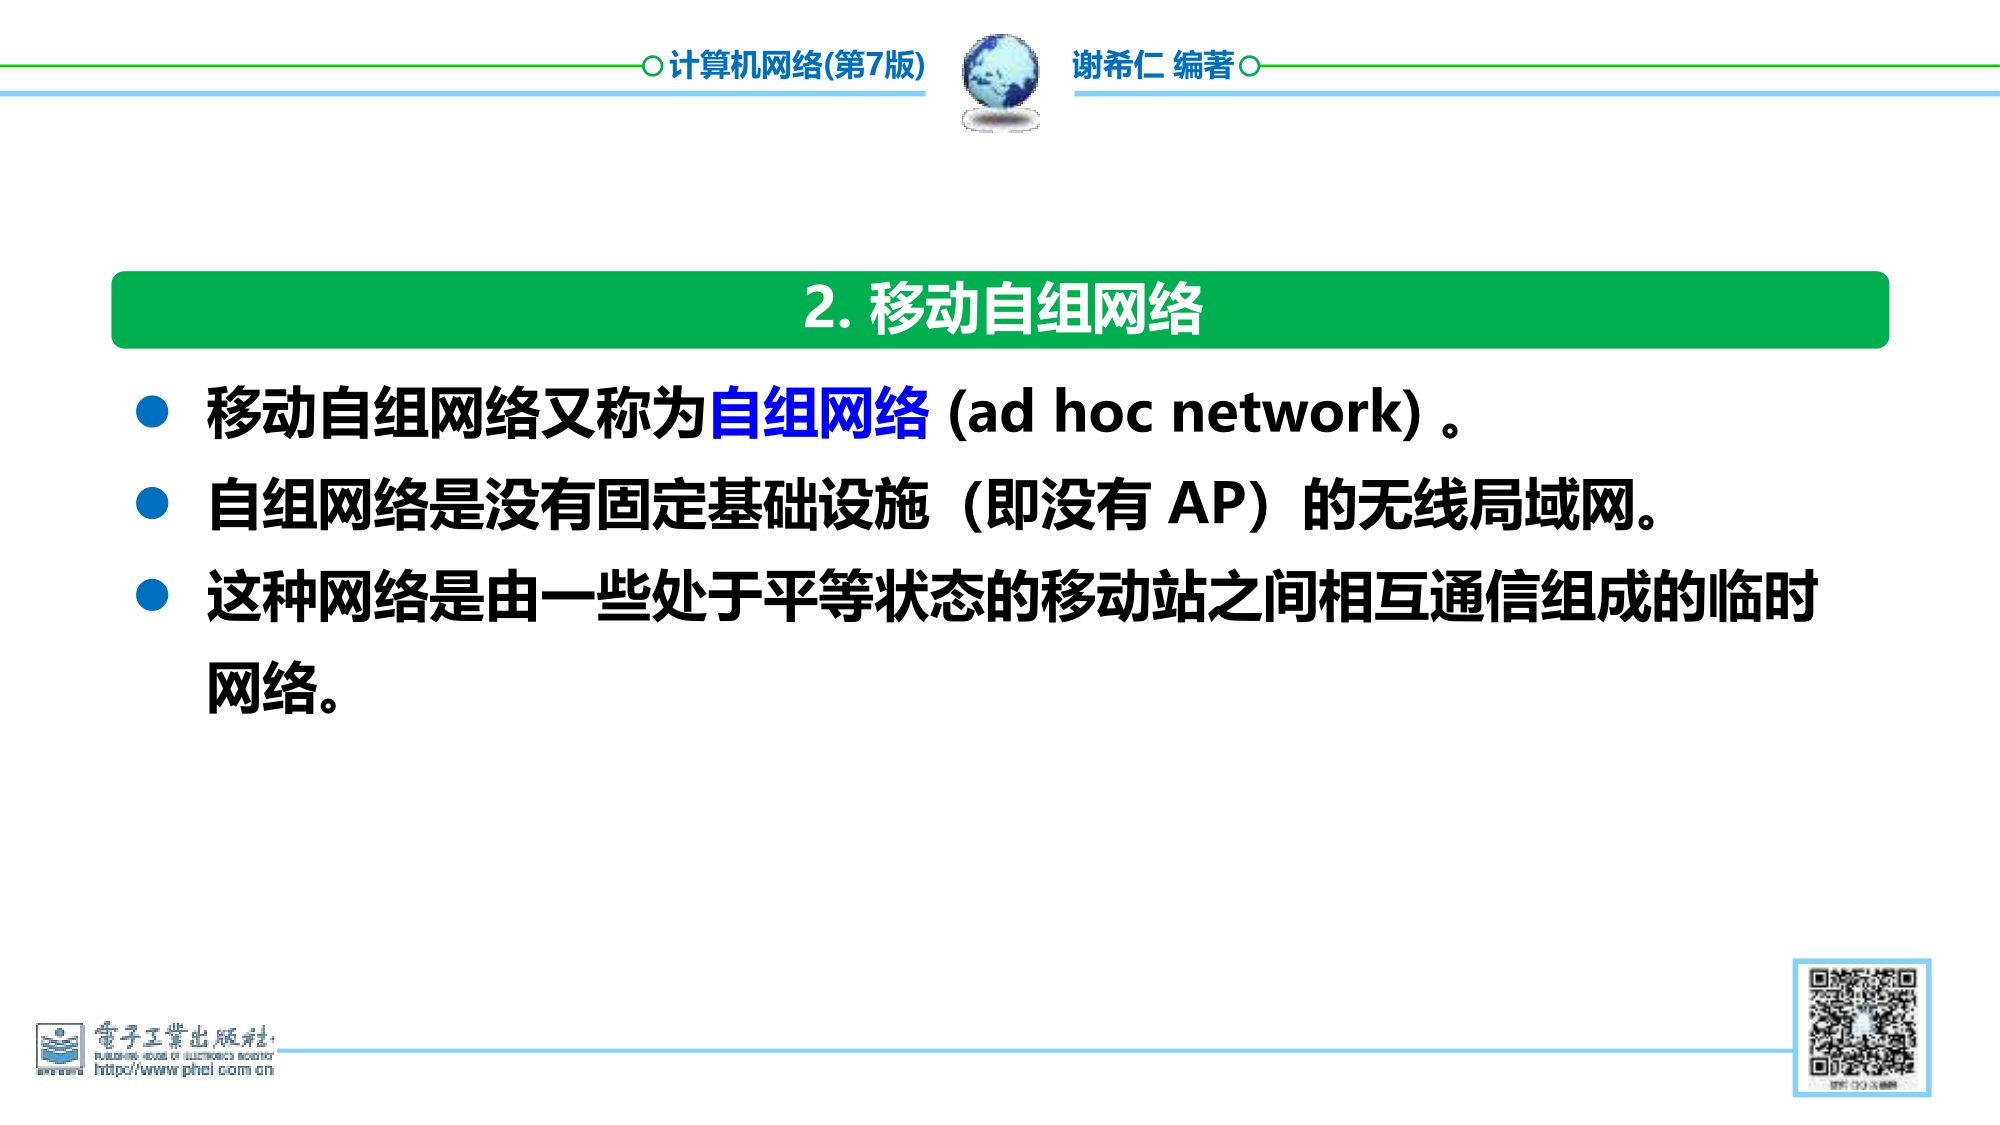 计算机网络(第7版) 谢希仁 编著
2. 移动自组网络
移动自组网络又称为自组网络 (ad hoc network) 。
自组网络是没有固定基础设施（即没有 AP）的无线局域网。
这种网络是由一些处于平等状态的移动站之间相互通信组成的临时
网络。
電子工業出版社
PUBLISHING HOUSE OF ELECTRONICS INDUSTRY
http://www.phei.com.cn